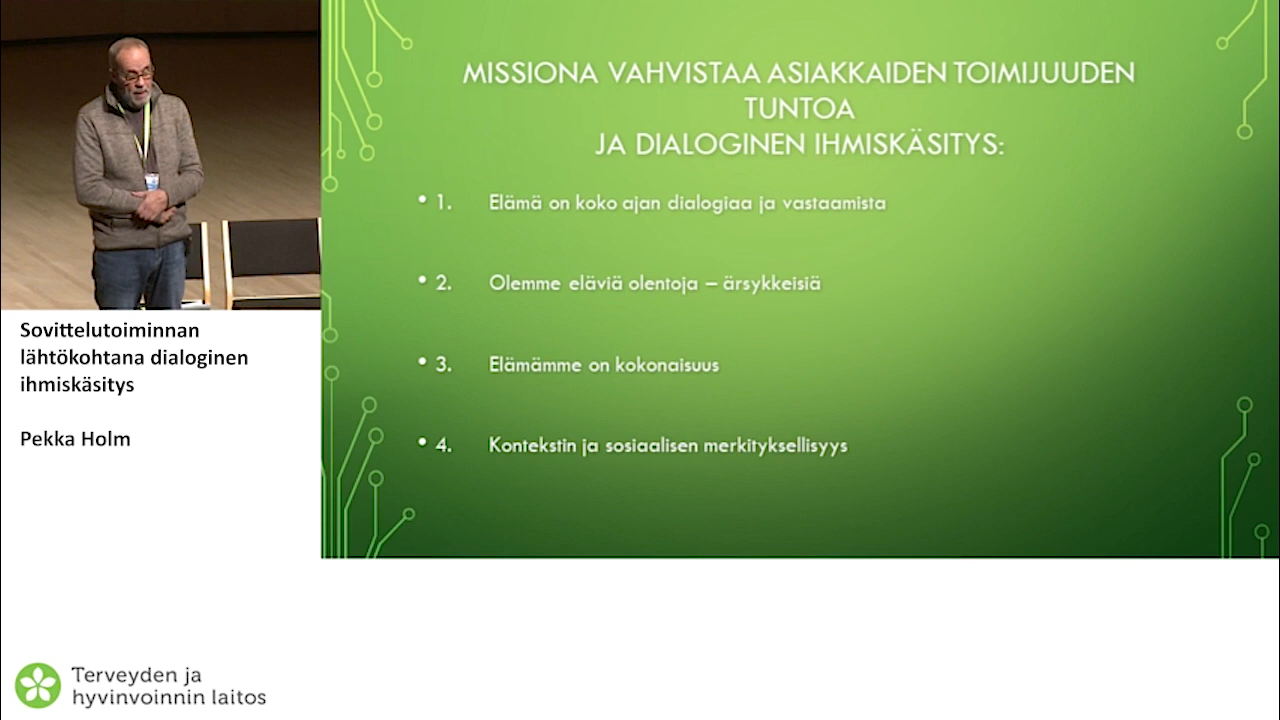 MISSIONA VAHVISTAA ASIAKKAIDEN TOIMIJUUDEN
TUNTOA
JA DIALOGINEN IHMISKÄSITYS:
• 1. Elämä on koko ajan dialogiaa ja vastaamista
• 2. Olemme eläviä olentoja – ärsykkeisiä
• 3. Elämämme on kokonaisuus
• 4. Kontekstin ja sosiaalisen merkityksellisyys
Sovittelutoiminnan
lähtökohtana dialoginen
ihmiskäsitys
Pekka Holm
Terveyden ja
hyvinvoinnin laitos